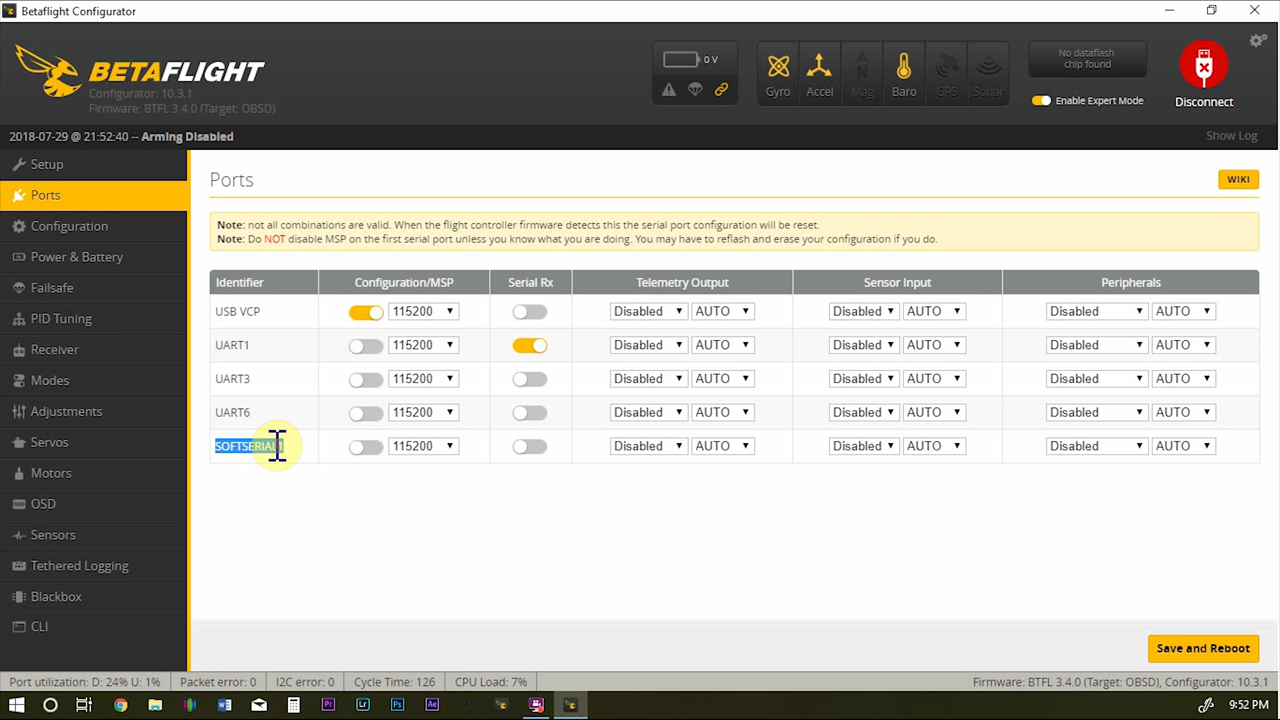 Betaflight Configurator
BETAFLIGHT
Configurator: 10.3.1
Firmware: BTFL 3.4.0 (Target: OBSD)
0 V
Gyro
Accel
Mag
Baro
GPS
Sonar
No dataflash
chip found
Enable Expert Mode
Disconnect
2018-07-29 @ 21:52:40 -- Arming Disabled
Show Log
Setup
Ports
Configuration
Power & Battery
Failsafe
PID Tuning
Receiver
Modes
Adjustments
Servos
Motors
OSD
Sensors
Tethered Logging
Blackbox
CLI
Ports
WIKI
Note: not all combinations are valid. When the flight controller firmware detects this the serial port configuration will be reset.
Note: Do NOT disable MSP on the first serial port unless you know what you are doing. You may have to reflash and erase your configuration if you do.
Identifier Configuration/MSP Serial Rx Telemetry Output Sensor Input Peripherals
USB VCP 115200 Disabled AUTO Disabled AUTO Disabled AUTO
UART1 115200 Disabled AUTO Disabled AUTO Disabled AUTO
UART3 115200 Disabled AUTO Disabled AUTO Disabled AUTO
UART6 115200 Disabled AUTO Disabled AUTO Disabled AUTO
SOFTSERIAL1 115200 Disabled AUTO Disabled AUTO Disabled AUTO
Save and Reboot
Port utilization: D: 24% U: 1% Packet error: 0 I2C error: 0 Cycle Time: 126 CPU Load: 7% Firmware: BTFL 3.4.0 (Target: OBSD), Configurator: 10.3.1
Pr
Lr
Ps
Ae
9:52 PM